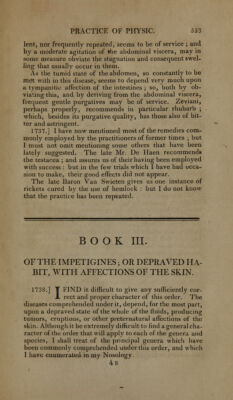 PRACTICE OF PHYSIC. 553
lent, nor frequently repeated, seems to be of service; and
by a moderate agitation of the abdominal viscera, may in
some measure obviate the stagnation and consequent swel-
ling that usually occur in them.
As the tumid state of the abdomen, so constantly to be
met with in this disease, seems to depend very much upon
a tympanitic affection of the intestines; so, both by ob-
viating this, and by deriving from the abdominal viscera,
frequent gentle purgatives may be of service. Zeviani,
perhaps properly, recommends in particular rhubarb;
which, besides its purgative quality, has those also of bit-
ter and astringent.
1737.] I have now mentioned most of the remedies com-
monly employed by the practitioners of former times; but
I must not omit mentioning some others that have been
lately suggested. The late Mr. De Haen recommends
the testacea; and assures us of their having been employed
with success: but in the few trials which I have had occa-
sion to make, their good effects did not appear.
The late Baron Van Swieten gives us one instance of
rickets cured by the use of hemlock: but I do not know
that the practice has been repeated.
BOOK III.
OF THE IMPETIGINES; OR DEPRAVED HA-
BIT, WITH AFFECTIONS OF THE SKIN.
1738.] I FIND it difficult to give any sufficiently cor-
rect and proper character of this order. The
diseases comprehended under it, depend, for the most part,
upon a depraved state of the whole of the fluids, producing
tumors, eruptions, or other preternatural affections of the
skin. Although it be extremely difficult to find a general cha-
racter of the order that will apply to each of the genera and
species, I shall treat of the principal genera which have
been commonly comprehended under this order, and which
I have enumerated in my Nosology.
4 B